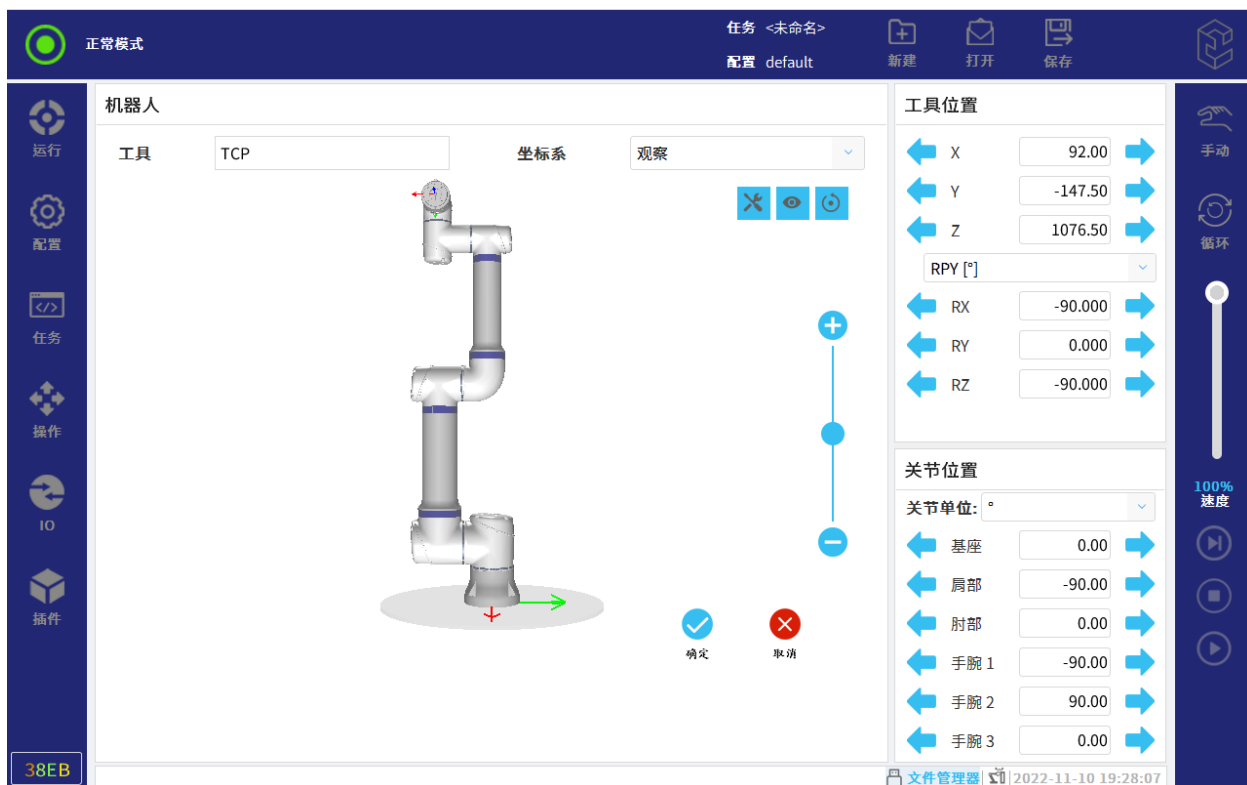 正常模式
任务 <未命名>
配置 default
新建 打开 保存
运行
配置
任务
操作
IO
插件
38EB
机器人
工具 TCP 坐标系 观察
确定 取消
工具位置
X 92.00
Y -147.50
Z 1076.50
RPY [°]
RX -90.000
RY 0.000
RZ -90.000
关节位置
关节单位: °
基座 0.00
肩部 -90.00
肘部 0.00
手腕 1 -90.00
手腕 2 90.00
手腕 3 0.00
文件管理器 2022-11-10 19:28:07
手动
循环
100%
速度